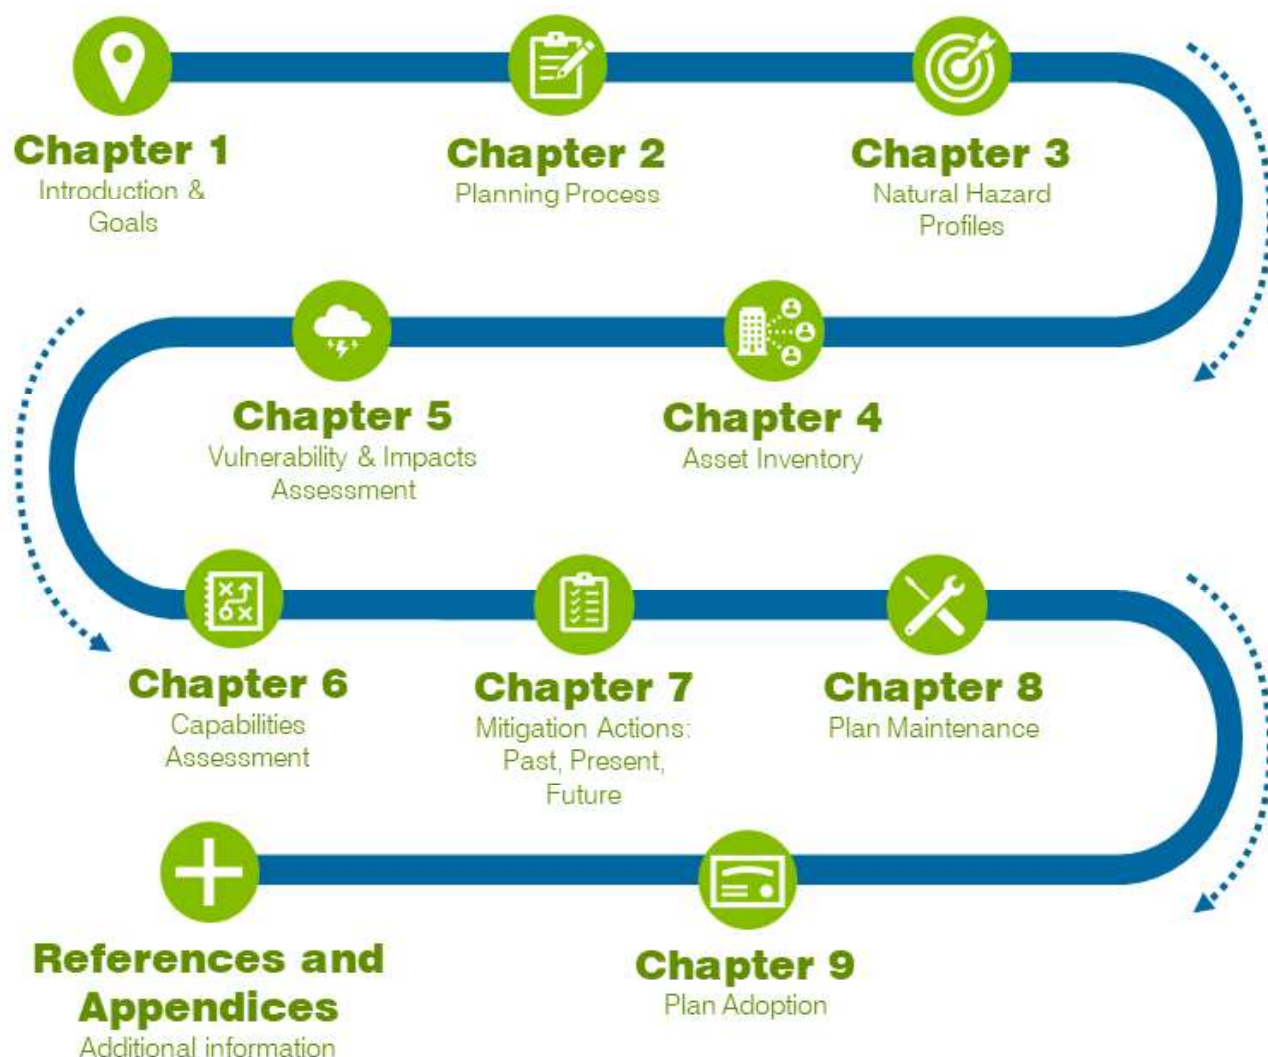 Chapter 1
Introduction &
Goals
Chapter 2
Planning Process
Chapter 3
Natural Hazard
Profiles
Chapter 4
Asset Inventory
Chapter 5
Vulnerability & Impacts
Assessment
Chapter 6
Capabilities
Assessment
Chapter 7
Mitigation Actions:
Past, Present,
Future
Chapter 8
Plan Maintenance
Chapter 9
Plan Adoption
References and
Appendices
Additional information